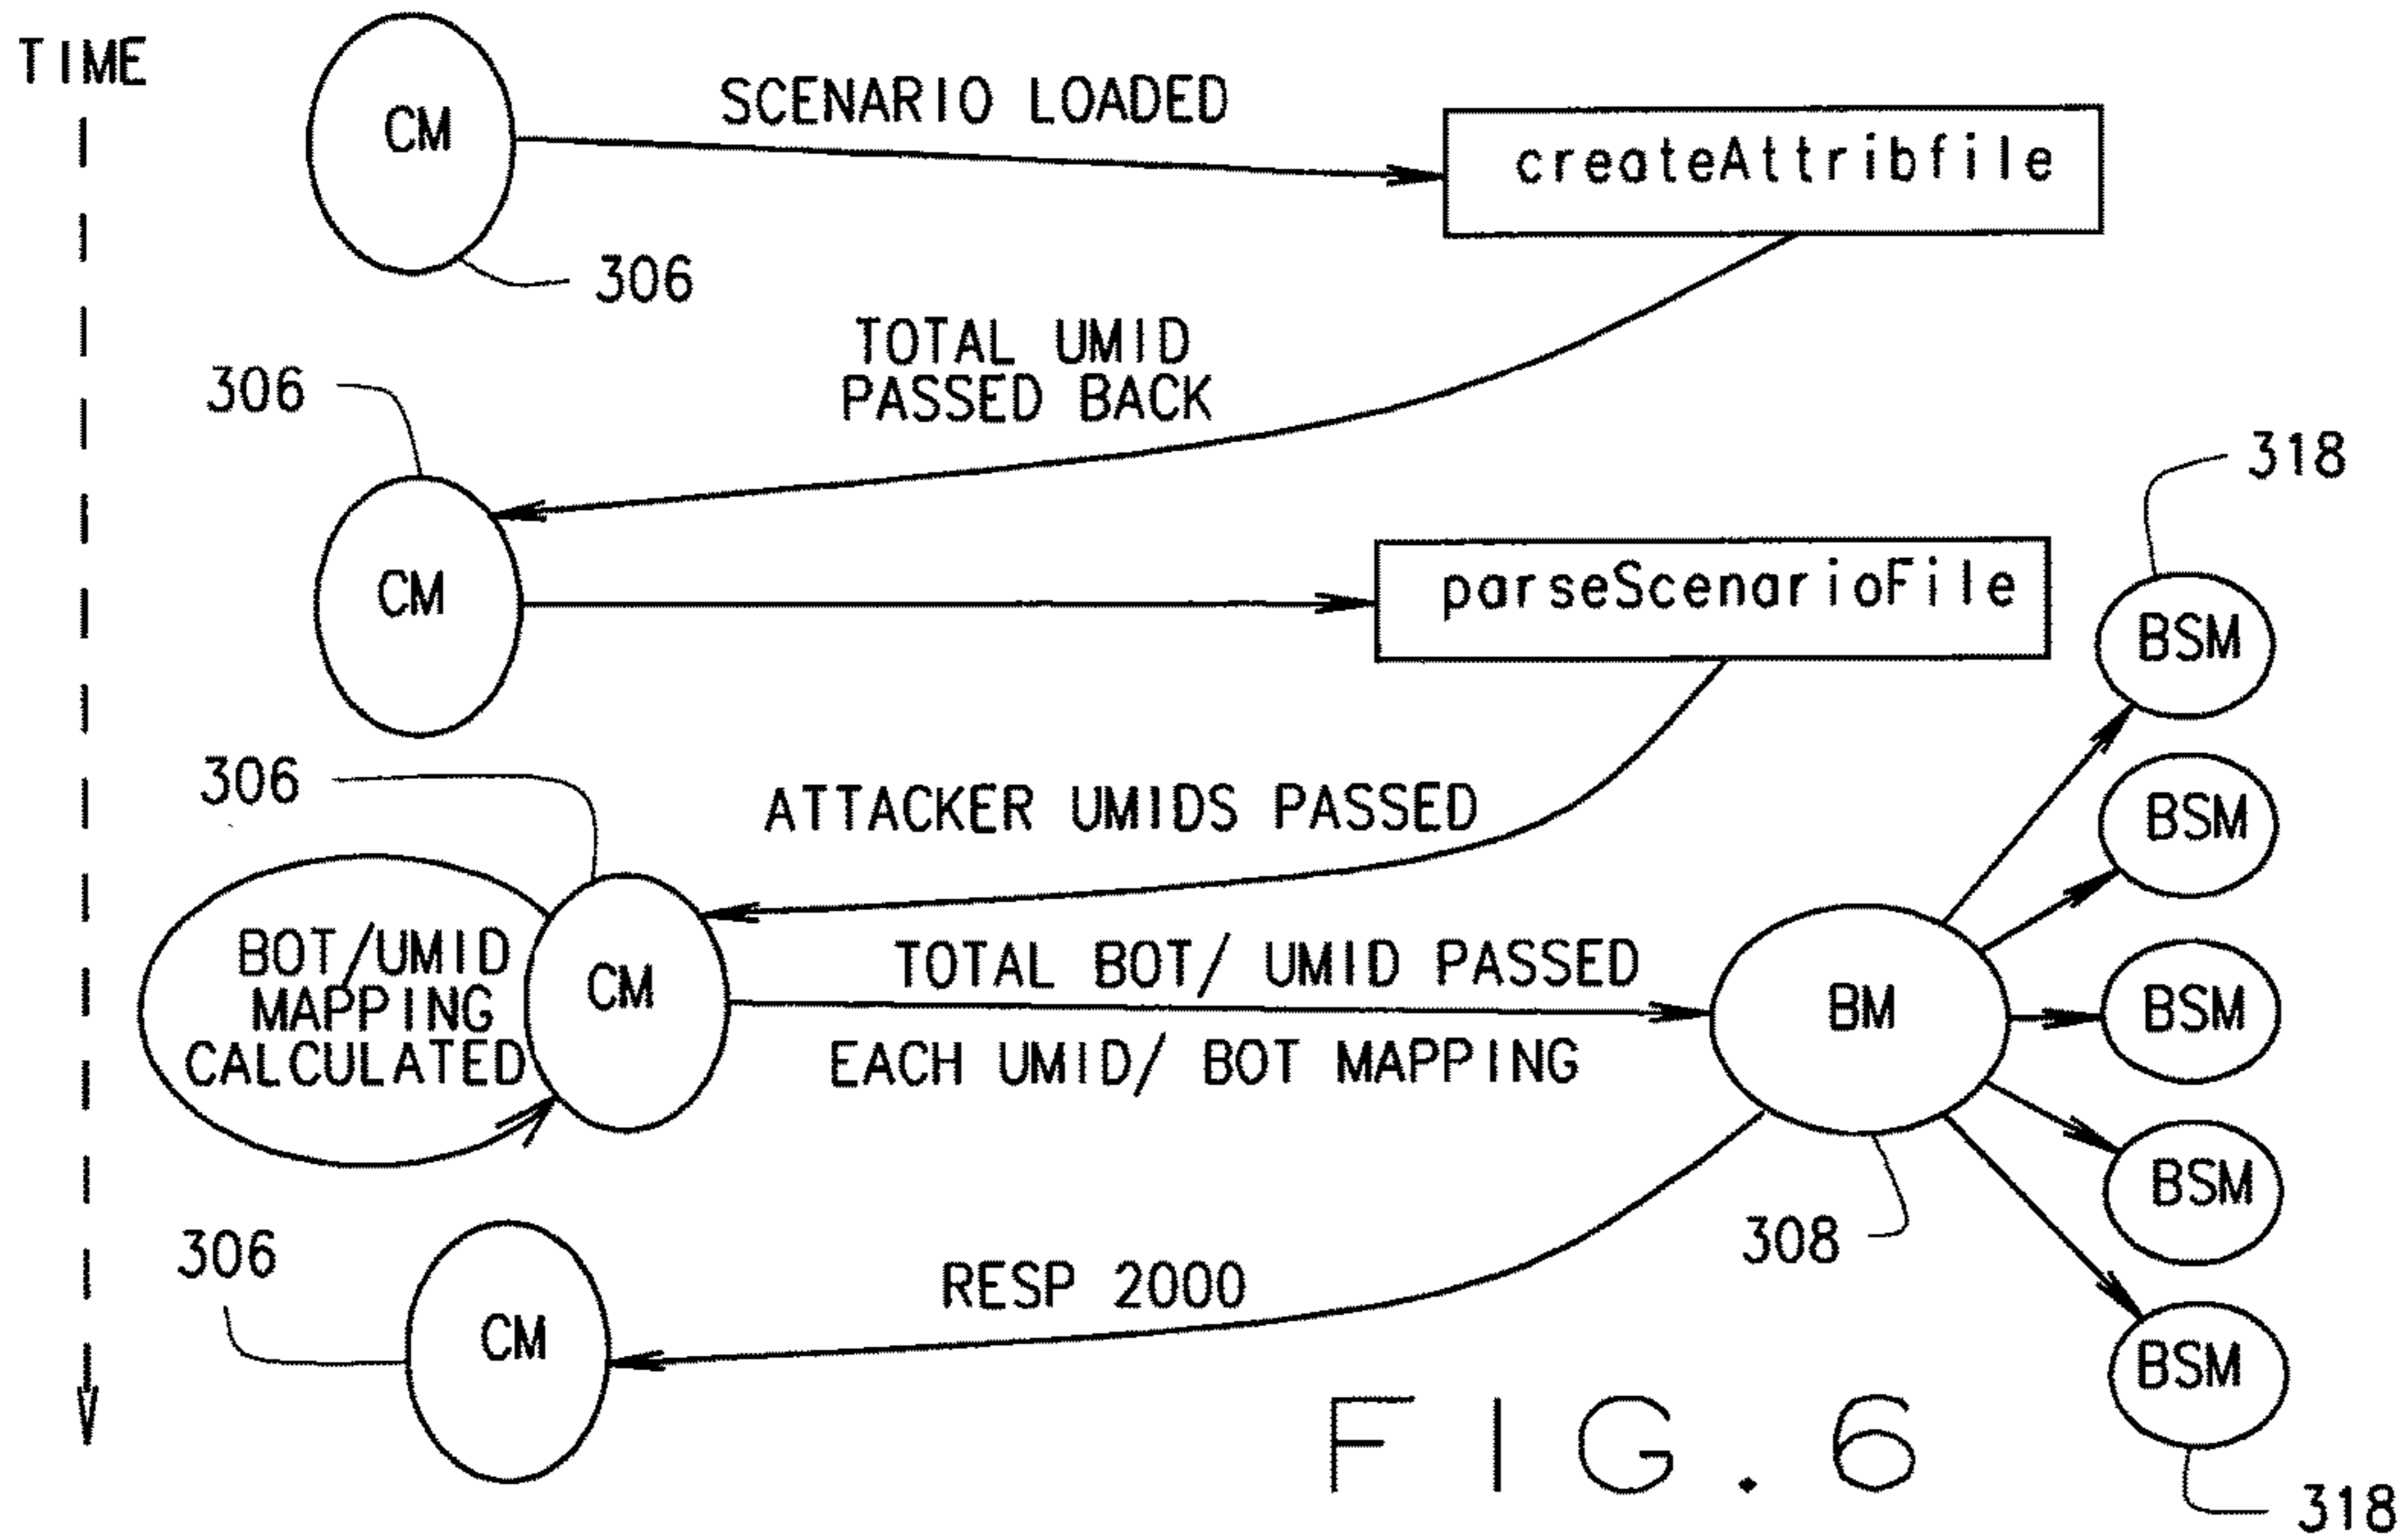 TIME
CM
SCENARIO LOADED
createAttribfile
306
TOTAL UMID
PASSED BACK
306
318
CM
parseScenarioFile
BSM
306
ATTACKER UMIDS PASSED
BSM
BOT/UMID
MAPPING
CALCULATED
CM
TOTAL BOT/ UMID PASSED
EACH UMID/ BOT MAPPING
BM
BSM
BSM
308
306
RESP 2000
CM
BSM
FIG. 6
318